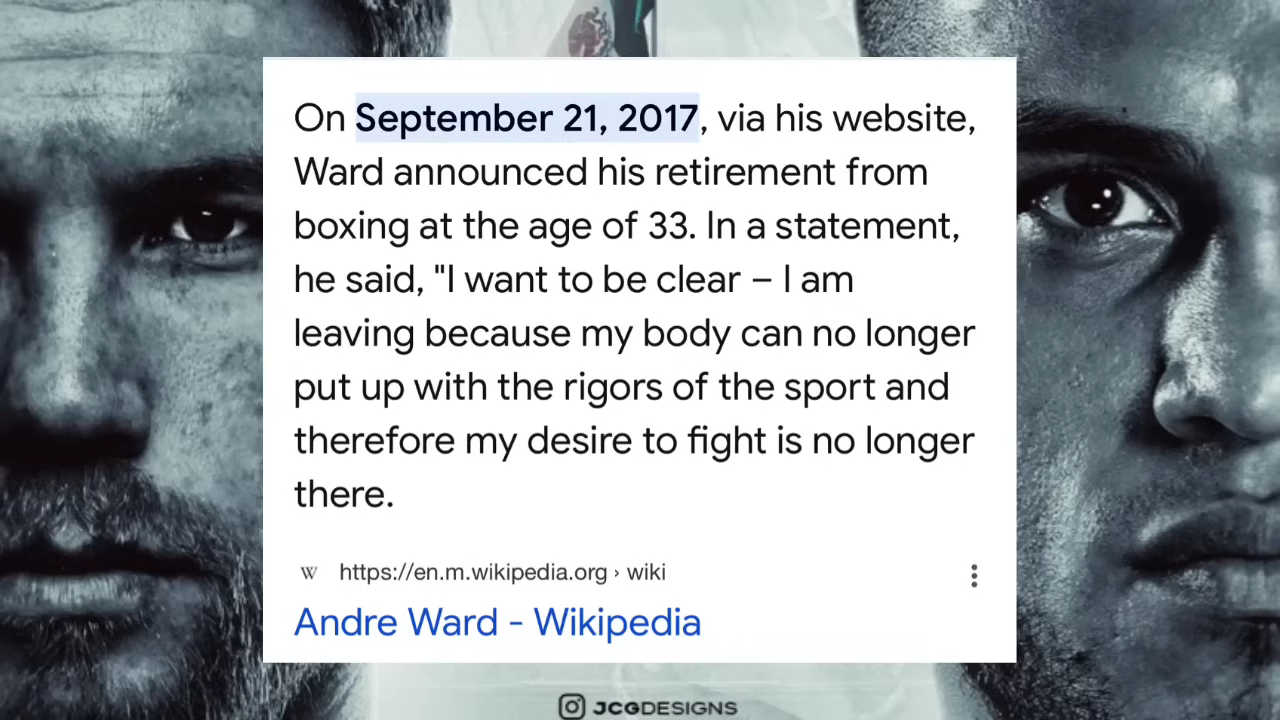 On September 21, 2017, via his website,
Ward announced his retirement from
boxing at the age of 33. In a statement,
he said, "I want to be clear – I am
leaving because my body can no longer
put up with the rigors of the sport and
therefore my desire to fight is no longer
there.
W https://en.m.wikipedia.org › wiki
Andre Ward - Wikipedia
JCGDESIGNS